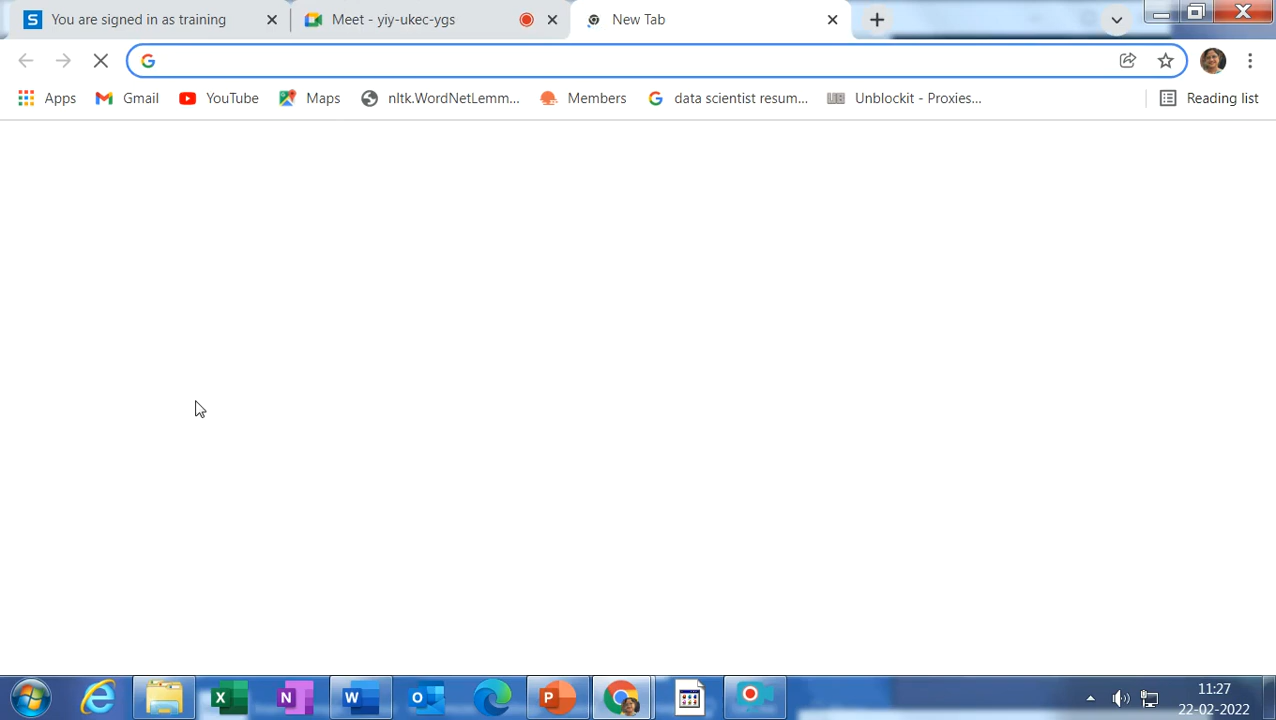 You are signed in as training
Meet - yiy-ukec-ygs
New Tab
Apps
Gmail
YouTube
Maps
nltk.WordNetLemm...
Members
data scientist resum...
Unblockit - Proxies...
Reading list
11:27
22-02-2022